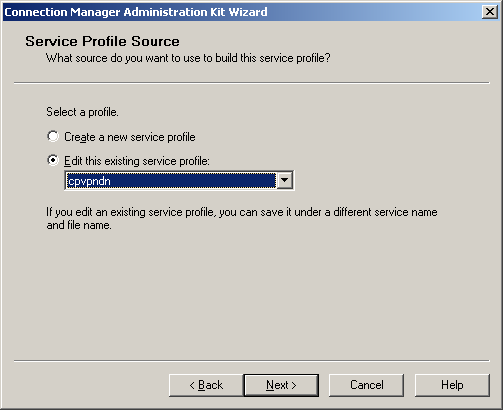 Connection Manager Administration Kit Wizard
Service Profile Source
What source do you want to use to build this service profile?
Select a profile.
Create a new service profile
Edit this existing service profile:
cpvpndn
If you edit an existing service profile, you can save it under a different service name
and file name.
< Back
Next >
Cancel
Help